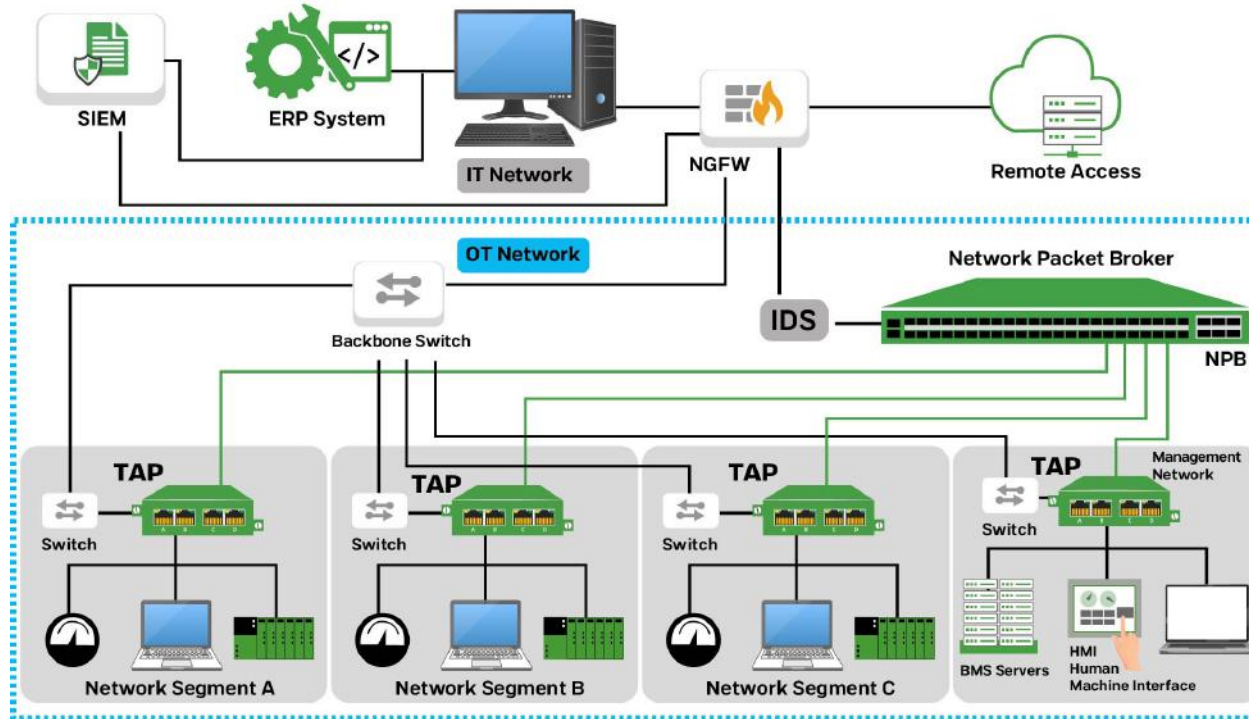 SIEM
ERP System
</>
IT Network
NGFW
Remote Access
OT Network
Backbone Switch
Network Packet Broker
IDS
NPB
TAP
Switch
A B C D
Network Segment A
TAP
Switch
A B C D
Network Segment B
TAP
Switch
A B C D
Network Segment C
TAP
Management
Network
Switch
A B C D
BMS Servers
HMI
Human
Machine Interface